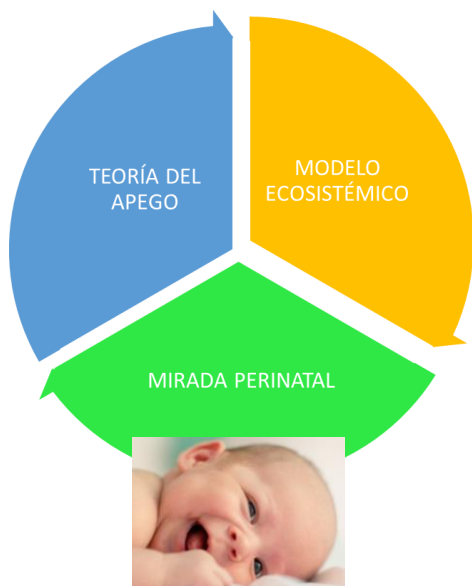 TEORÍA DEL
APEGO
MODELO
ECOSISTÉMICO
MIRADA PERINATAL